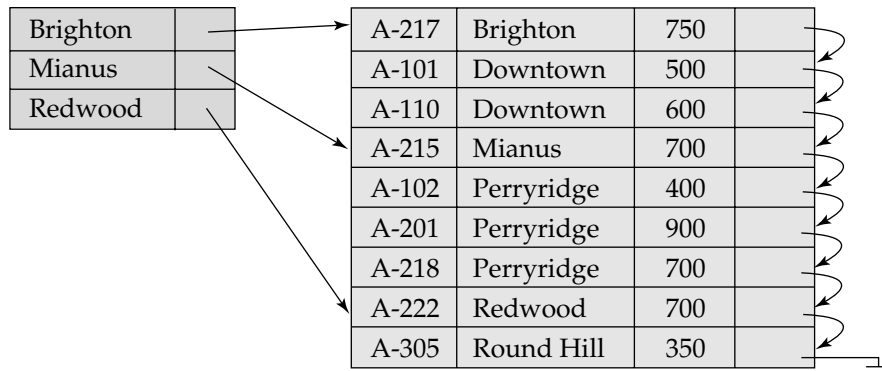 Brighton
Mianus
Redwood
A-217 Brighton 750
A-101 Downtown 500
A-110 Downtown 600
A-215 Mianus 700
A-102 Perryridge 400
A-201 Perryridge 900
A-218 Perryridge 700
A-222 Redwood 700
A-305 Round Hill 350